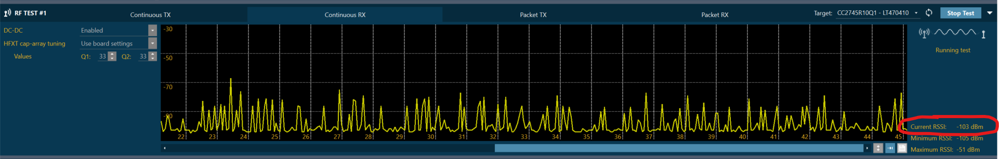 RF TEST #1
Continuous TX
Continuous RX
Packet TX
Packet RX
Target: CC2745R10Q1 - LT470410
Stop Test
DC-DC Enabled
HFXT cap-array tuning Use board settings
Values Q1: 33 Q2: 33
-30
-50
-70
-90
22 23 24 25 26 27 28 29 30 31 32 33 34 35 36 37 38 39 40 41 42 43 44 45
Running test
Current RSSI: -103 dBm
Minimum RSSI: -105 dBm
Maximum RSSI: -51 dBm